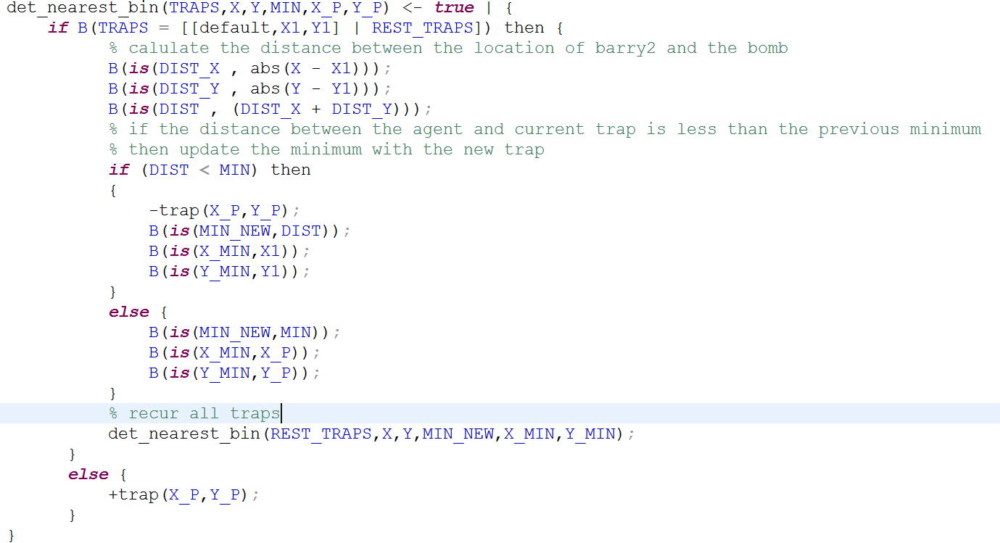 det_nearest_bin(TRAPS,X,Y,MIN,X_P,Y_P) <- true | {
if B(TRAPS = [[default,X1,Y1] | REST_TRAPS]) then {
% calulate the distance between the location of barry2 and the bomb
B(is(DIST_X , abs(X - X1)));
B(is(DIST_Y , abs(Y - Y1)));
B(is(DIST , (DIST_X + DIST_Y)));
% if the distance between the agent and current trap is less than the previous minimum
% then update the minimum with the new trap
if (DIST < MIN) then
{
-trap(X_P,Y_P);
B(is(MIN_NEW,DIST));
B(is(X_MIN,X1));
B(is(Y_MIN,Y1));
}
else {
B(is(MIN_NEW,MIN));
B(is(X_MIN,X_P));
B(is(Y_MIN,Y_P));
}
% recur all traps
det_nearest_bin(REST_TRAPS,X,Y,MIN_NEW,X_MIN,Y_MIN);
}
else {
+trap(X_P,Y_P);
}
}